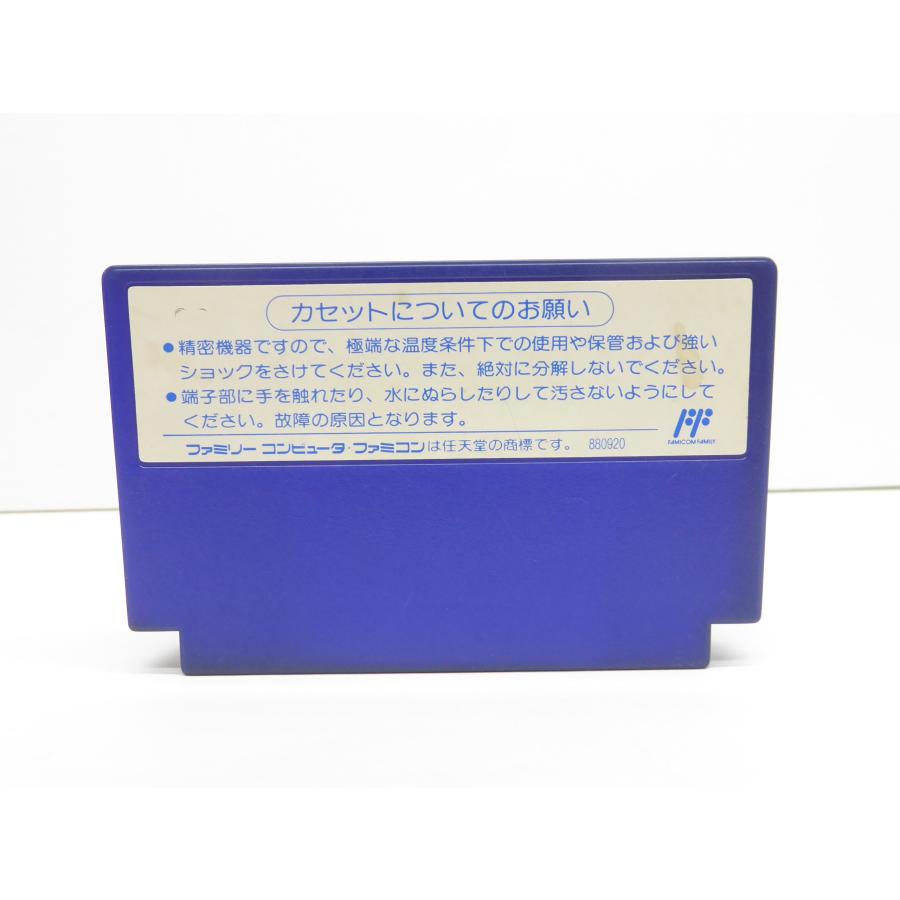 カセットについてのお願い
●精密機器ですので、極端な温度条件下での使用や保管および強い
ショックをさけてください。また、絶対に分解しないでください。
●端子部に手を触れたり、水にぬらしたりして汚さないようにして
ください。故障の原因となります。
FAMICOM FAMILY
ファミリーコンピュータ・ファミコンは任天堂の商標です。 880920